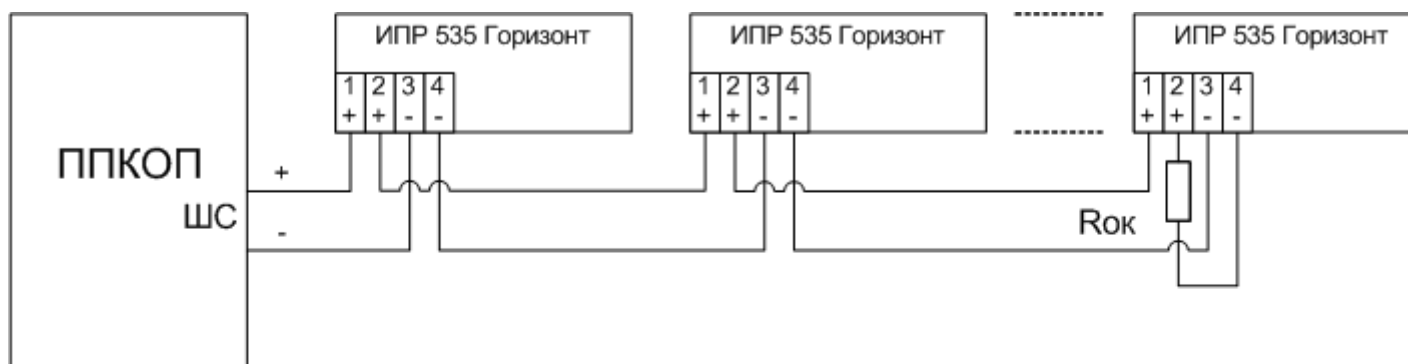 ИПР 535 Горизонт
1 2 3 4
+ + - -
ИПР 535 Горизонт
1 2 3 4
+ + - -
ИПР 535 Горизонт
1 2 3 4
+ + - -
ППКОП
ШС
+
-
Rок